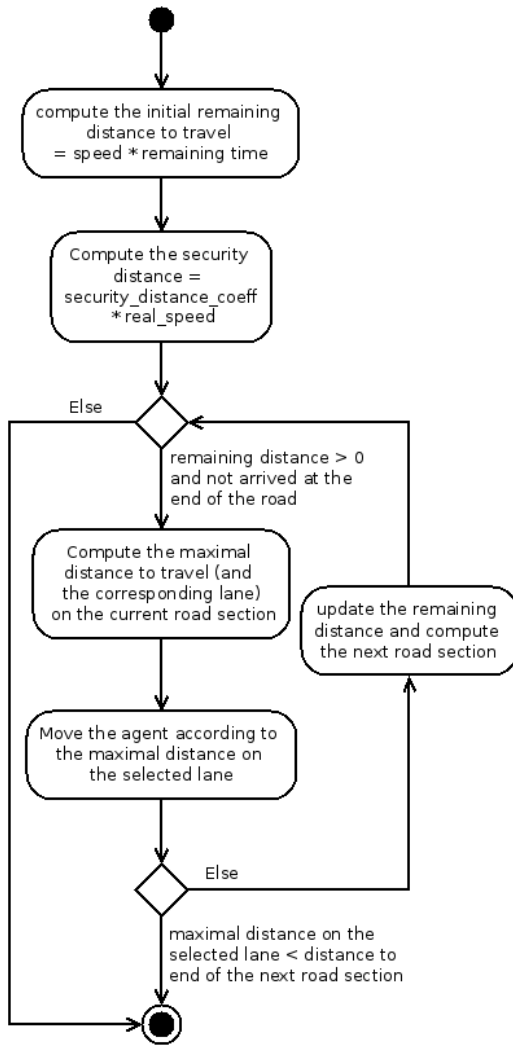 compute the initial remaining
distance to travel
= speed * remaining time
Compute the security
distance =
security_distance_coeff
* real_speed
Else
remaining distance > 0
and not arrived at the
end of the road
Compute the maximal
distance to travel (and
the corresponding lane)
on the current road section
update the remaining
distance and compute
the next road section
Move the agent according to
the maximal distance on
the selected lane
Else
maximal distance on the
selected lane < distance to
end of the next road section